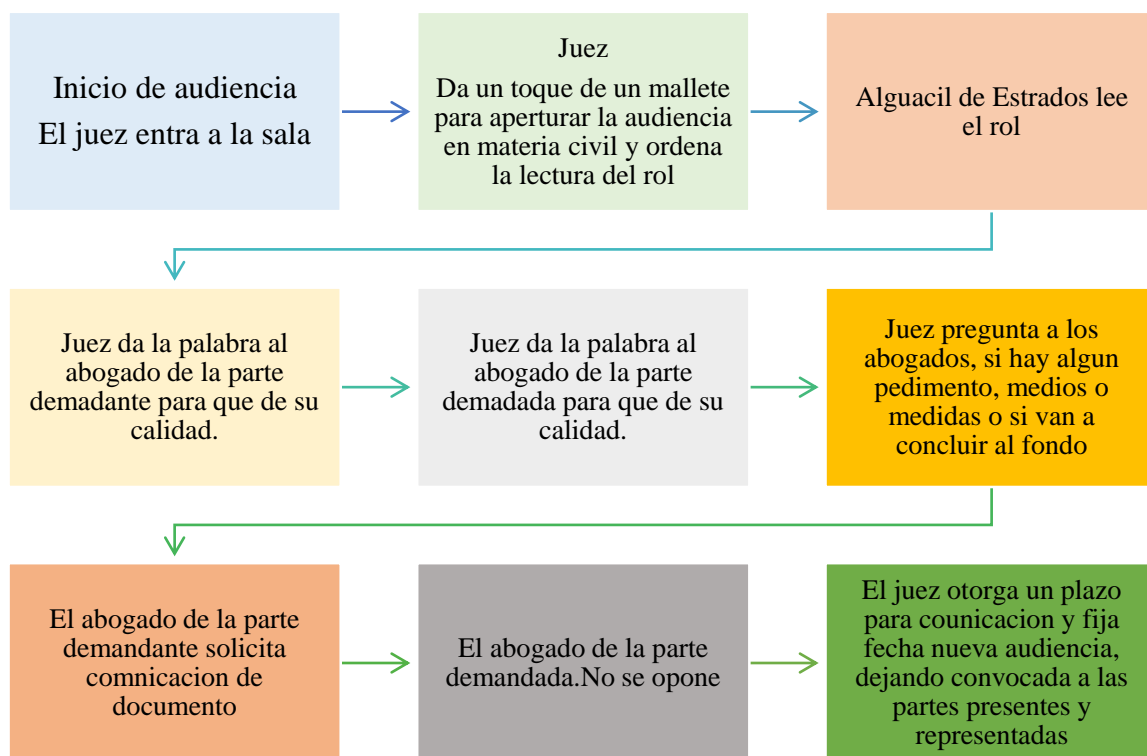 Inicio de audiencia
El juez entra a la sala
Juez
Da un toque de un mallete
para aperturar la audiencia
en materia civil y ordena
la lectura del rol
Alguacil de Estrados lee
el rol
Juez da la palabra al
abogado de la parte
demadante para que de su
calidad.
Juez da la palabra al
abogado de la parte
demadada para que de su
calidad.
Juez pregunta a los
abogados, si hay algun
pedimento, medios o
medidas o si van a
concluir al fondo
El abogado de la parte
demandante solicita
comnicacion de
documento
El abogado de la parte
demandada.No se opone
El juez otorga un plazo
para counicacion y fija
fecha nueva audiencia,
dejando convocada a las
partes presentes y
representadas